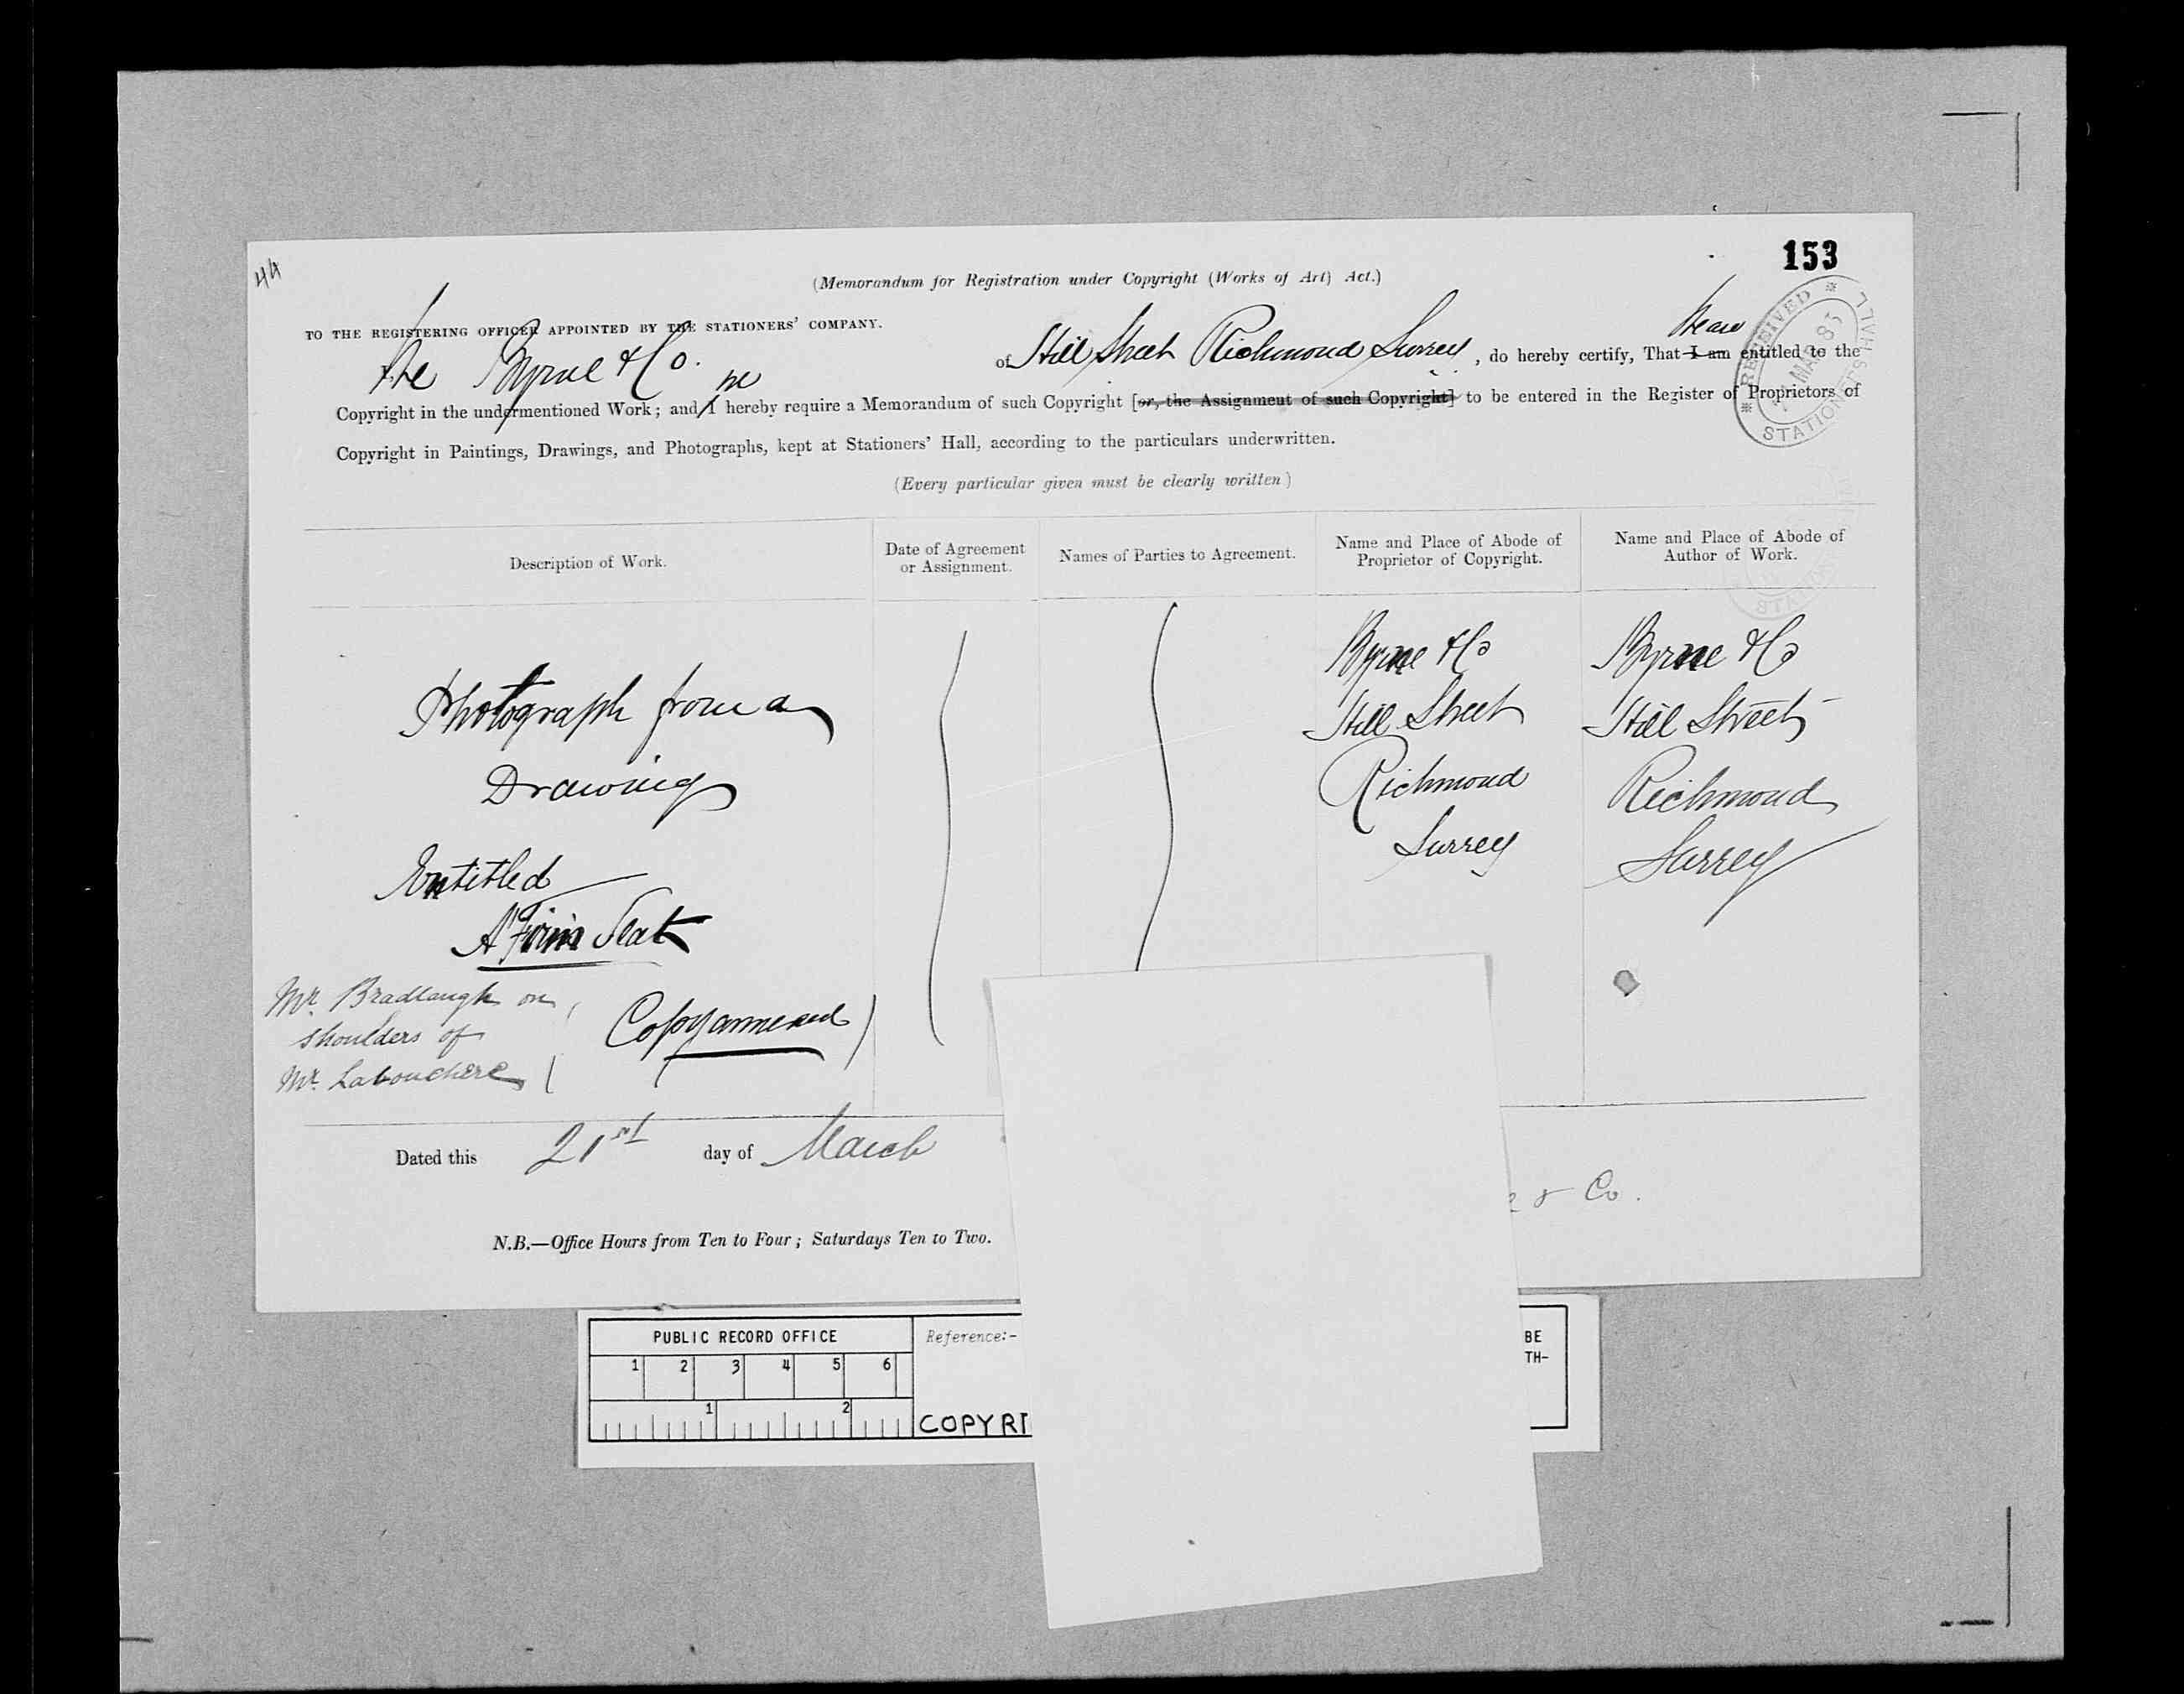 44
153
(Memorandum for Registration under Copyright (Works of Art) Act.)
TO THE REGISTERING OFFICER APPOINTED BY THE STATIONERS' COMPANY.
We Byrne & Co. of Hill Street Richmond Surrey, do hereby certify, That I am We are entitled to the
Copyright in the undermentioned Work; and I we hereby require a Memorandum of such Copyright [or, the Assignment of such Copyright] to be entered in the Register of Proprietors of
Copyright in Paintings, Drawings, and Photographs, kept at Stationers' Hall, according to the particulars underwritten.
(Every particular given must be clearly written)
RECEIVED
MAR 83
STATIONERS HALL
Description of Work.
Date of Agreement
or Assignment.
Names of Parties to Agreement.
Name and Place of Abode of
Proprietor of Copyright.
Name and Place of Abode of
Author of Work.
Photograph from a
Drawing
Entitled
A Firm Seat
Mr. Bradlaugh on
shoulders of
Mr. Labouchere
Copy annexed
Byrne & Co
Hill Street
Richmond
Surrey
Byrne & Co
Hill Street
Richmond
Surrey
Dated this 21st day of March
& Co.
N.B.—Office Hours from Ten to Four; Saturdays Ten to Two.
PUBLIC RECORD OFFICE
Reference:-
1 2 3 4 5 6
1 2
COPYRI
BE
TH-